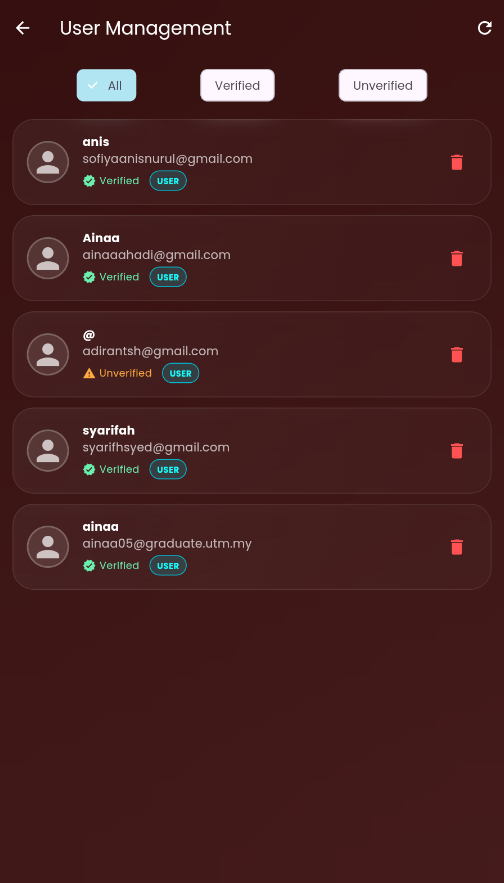 User Management
All
Verified
Unverified
anis
sofiyaanisnurul@gmail.com
Verified USER
Ainaa
ainaaahadi@gmail.com
Verified USER
@
adirantsh@gmail.com
Unverified USER
syarifah
syarifhsyed@gmail.com
Verified USER
ainaa
ainaa05@graduate.utm.my
Verified USER